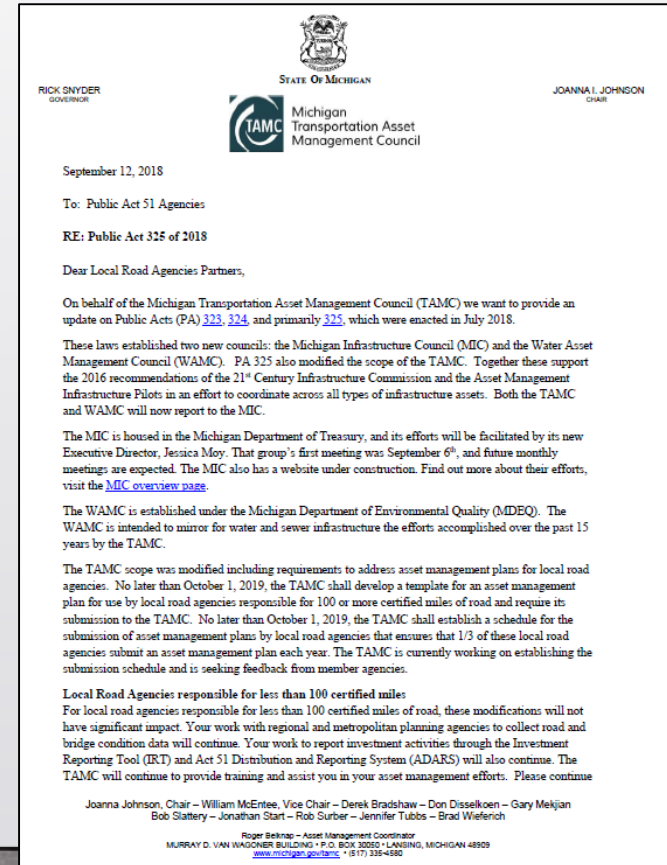 STATE OF MICHIGAN
RICK SNYDER
GOVERNOR
JOANNA I. JOHNSON
CHAIR
TAMC
Michigan
Transportation Asset
Management Council
September 12, 2018
To:  Public Act 51 Agencies
RE: Public Act 325 of 2018
Dear Local Road Agencies Partners,
On behalf of the Michigan Transportation Asset Management Council (TAMC) we want to provide an
update on Public Acts (PA) 323, 324, and primarily 325, which were enacted in July 2018.
These laws established two new councils: the Michigan Infrastructure Council (MIC) and the Water Asset
Management Council (WAMC).   PA 325 also modified the scope of the TAMC.  Together these support
the 2016 recommendations of the 21st Century Infrastructure Commission and the Asset Management
Infrastructure Pilots in an effort to coordinate across all types of infrastructure assets.  Both the TAMC
and WAMC will now report to the MIC.
The MIC is housed in the Michigan Department of Treasury, and its efforts will be facilitated by its new
Executive Director, Jessica Moy. That group's first meeting was September 6th, and future monthly
meetings are expected. The MIC also has a website under construction. Find out more about their efforts,
visit the MIC overview page.
The WAMC is established under the Michigan Department of Environmental Quality (MDEQ).  The
WAMC is intended to mirror for water and sewer infrastructure the efforts accomplished over the past 15
years by the TAMC.
The TAMC scope was modified including requirements to address asset management plans for local road
agencies.  No later than October 1, 2019, the TAMC shall develop a template for an asset management
plan for use by local road agencies responsible for 100 or more certified miles of road and require its
submission to the TAMC.  No later than October 1, 2019, the TAMC shall establish a schedule for the
submission of asset management plans by local road agencies that ensures that 1/3 of these local road
agencies submit an asset management plan each year. The TAMC is currently working on establishing the
submission schedule and is seeking feedback from member agencies.
Local Road Agencies responsible for less than 100 certified miles
For local road agencies responsible for less than 100 certified miles of road, these modifications will not
have significant impact. Your work with regional and metropolitan planning agencies to collect road and
bridge condition data will continue. Your work to report investment activities through the Investment
Reporting Tool (IRT) and Act 51 Distribution and Reporting System (ADARS) will also continue. The
TAMC will continue to provide training and assist you in your asset management efforts.  Please continue
Joanna Johnson, Chair – William McEntee, Vice Chair – Derek Bradshaw – Don Disselkoen – Gary Mekjian
Bob Slattery – Jonathan Start – Rob Surber – Jennifer Tubbs – Brad Wieferich
Roger Belknap – Asset Management Coordinator
MURRAY D. VAN WAGONER BUILDING • P.O. BOX 30050 • LANSING, MICHIGAN 48909
www.michigan.gov/tamc • (517) 335-4580